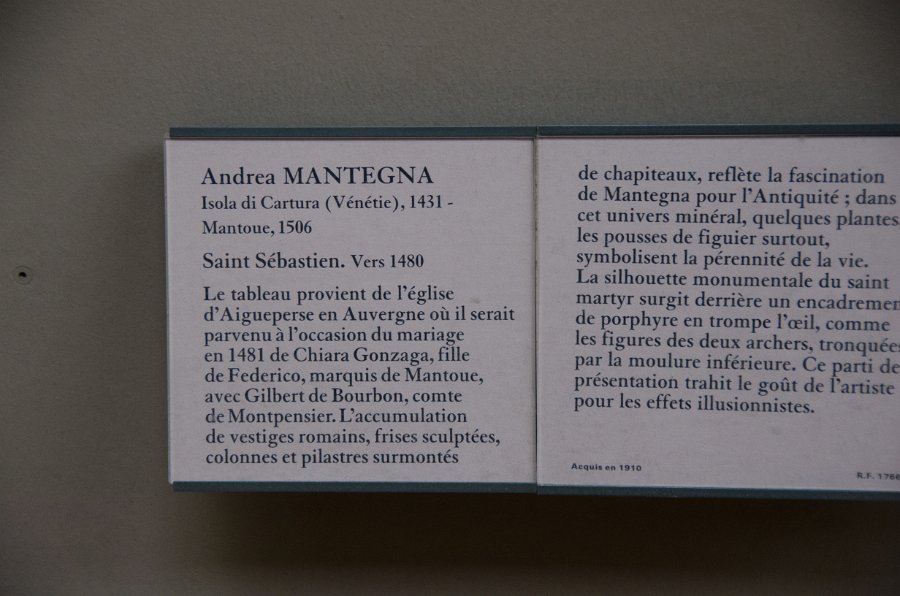 Andrea MANTEGNA
Isola di Cartura (Vénétie), 1431 -
Mantoue, 1506
Saint Sébastien. Vers 1480
Le tableau provient de l'église
d'Aigueperse en Auvergne où il serait
parvenu à l'occasion du mariage
en 1481 de Chiara Gonzaga, fille
de Federico, marquis de Mantoue,
avec Gilbert de Bourbon, comte
de Montpensier. L'accumulation
de vestiges romains, frises sculptées,
colonnes et pilastres surmontés
de chapiteaux, reflète la fascination
de Mantegna pour l'Antiquité ; dans
cet univers minéral, quelques plantes
les pousses de figuier surtout,
symbolisent la pérennité de la vie.
La silhouette monumentale du saint
martyr surgit derrière un encadremen
de porphyre en trompe l'œil, comme
les figures des deux archers, tronquées
par la moulure inférieure. Ce parti de
présentation trahit le goût de l'artiste
pour les effets illusionnistes.
Acquis en 1910
R.F. 1766